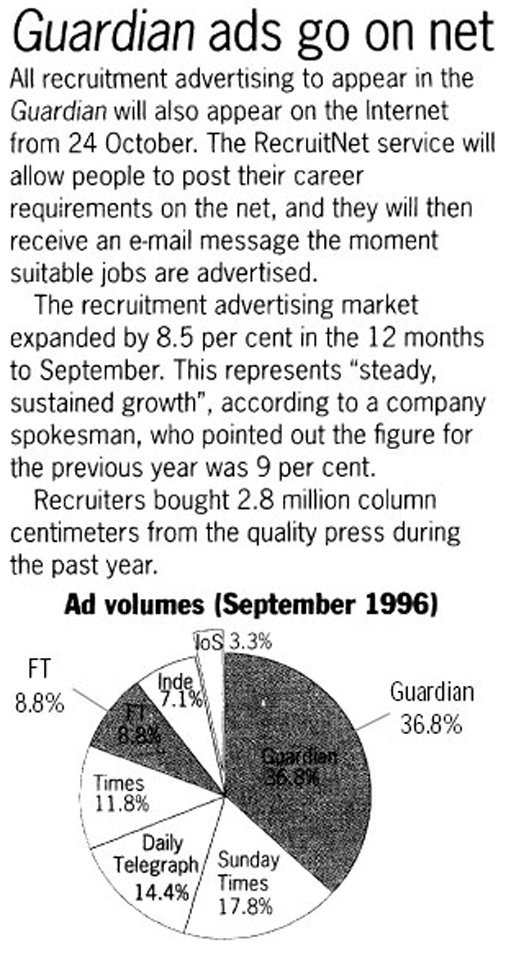 Guardian ads go on net
All recruitment advertising to appear in the
Guardian will also appear on the Internet
from 24 October. The RecruitNet service will
allow people to post their career
requirements on the net, and they will then
receive an e-mail message the moment
suitable jobs are advertised.
The recruitment advertising market
expanded by 8.5 per cent in the 12 months
to September. This represents “steady,
sustained growth”, according to a company
spokesman, who pointed out the figure for
the previous year was 9 per cent.
Recruiters bought 2.8 million column
centimeters from the quality press during
the past year.
Ad volumes (September 1996)
IoS 3.3%
FT
8.8%
Inde
7.1%
Guardian
36.8%
FT
8.8%
Guardian
36.8%
Times
11.8%
Daily
Telegraph
14.4%
Sunday
Times
17.8%